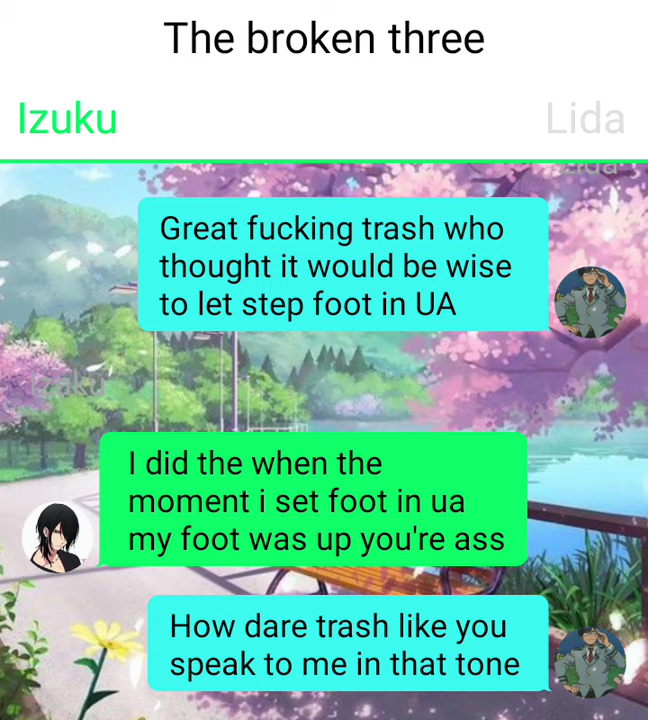 The broken three
Izuku
Lida
Lida
Great fucking trash who
thought it would be wise
to let step foot in UA
Izuku
I did the when the
moment i set foot in ua
my foot was up you're ass
How dare trash like you
speak to me in that tone